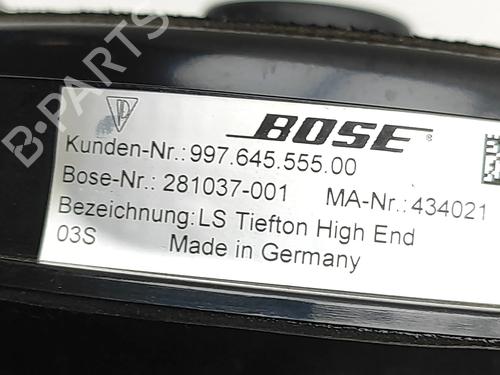 BOSE®
Kunden-Nr.:997.645.555.00
Bose-Nr.: 281037-001 MA-Nr.:434021
Bezeichnung:LS Tiefton High End
03S Made in Germany
B-PARTS